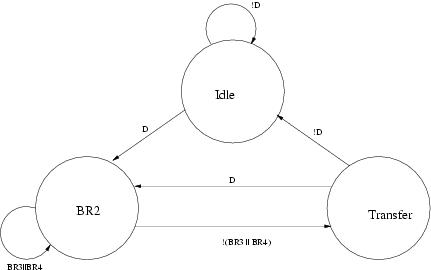 !D
Idle
D
!D
D
BR2
Transfer
!(BR3 || BR4)
BR3||BR4